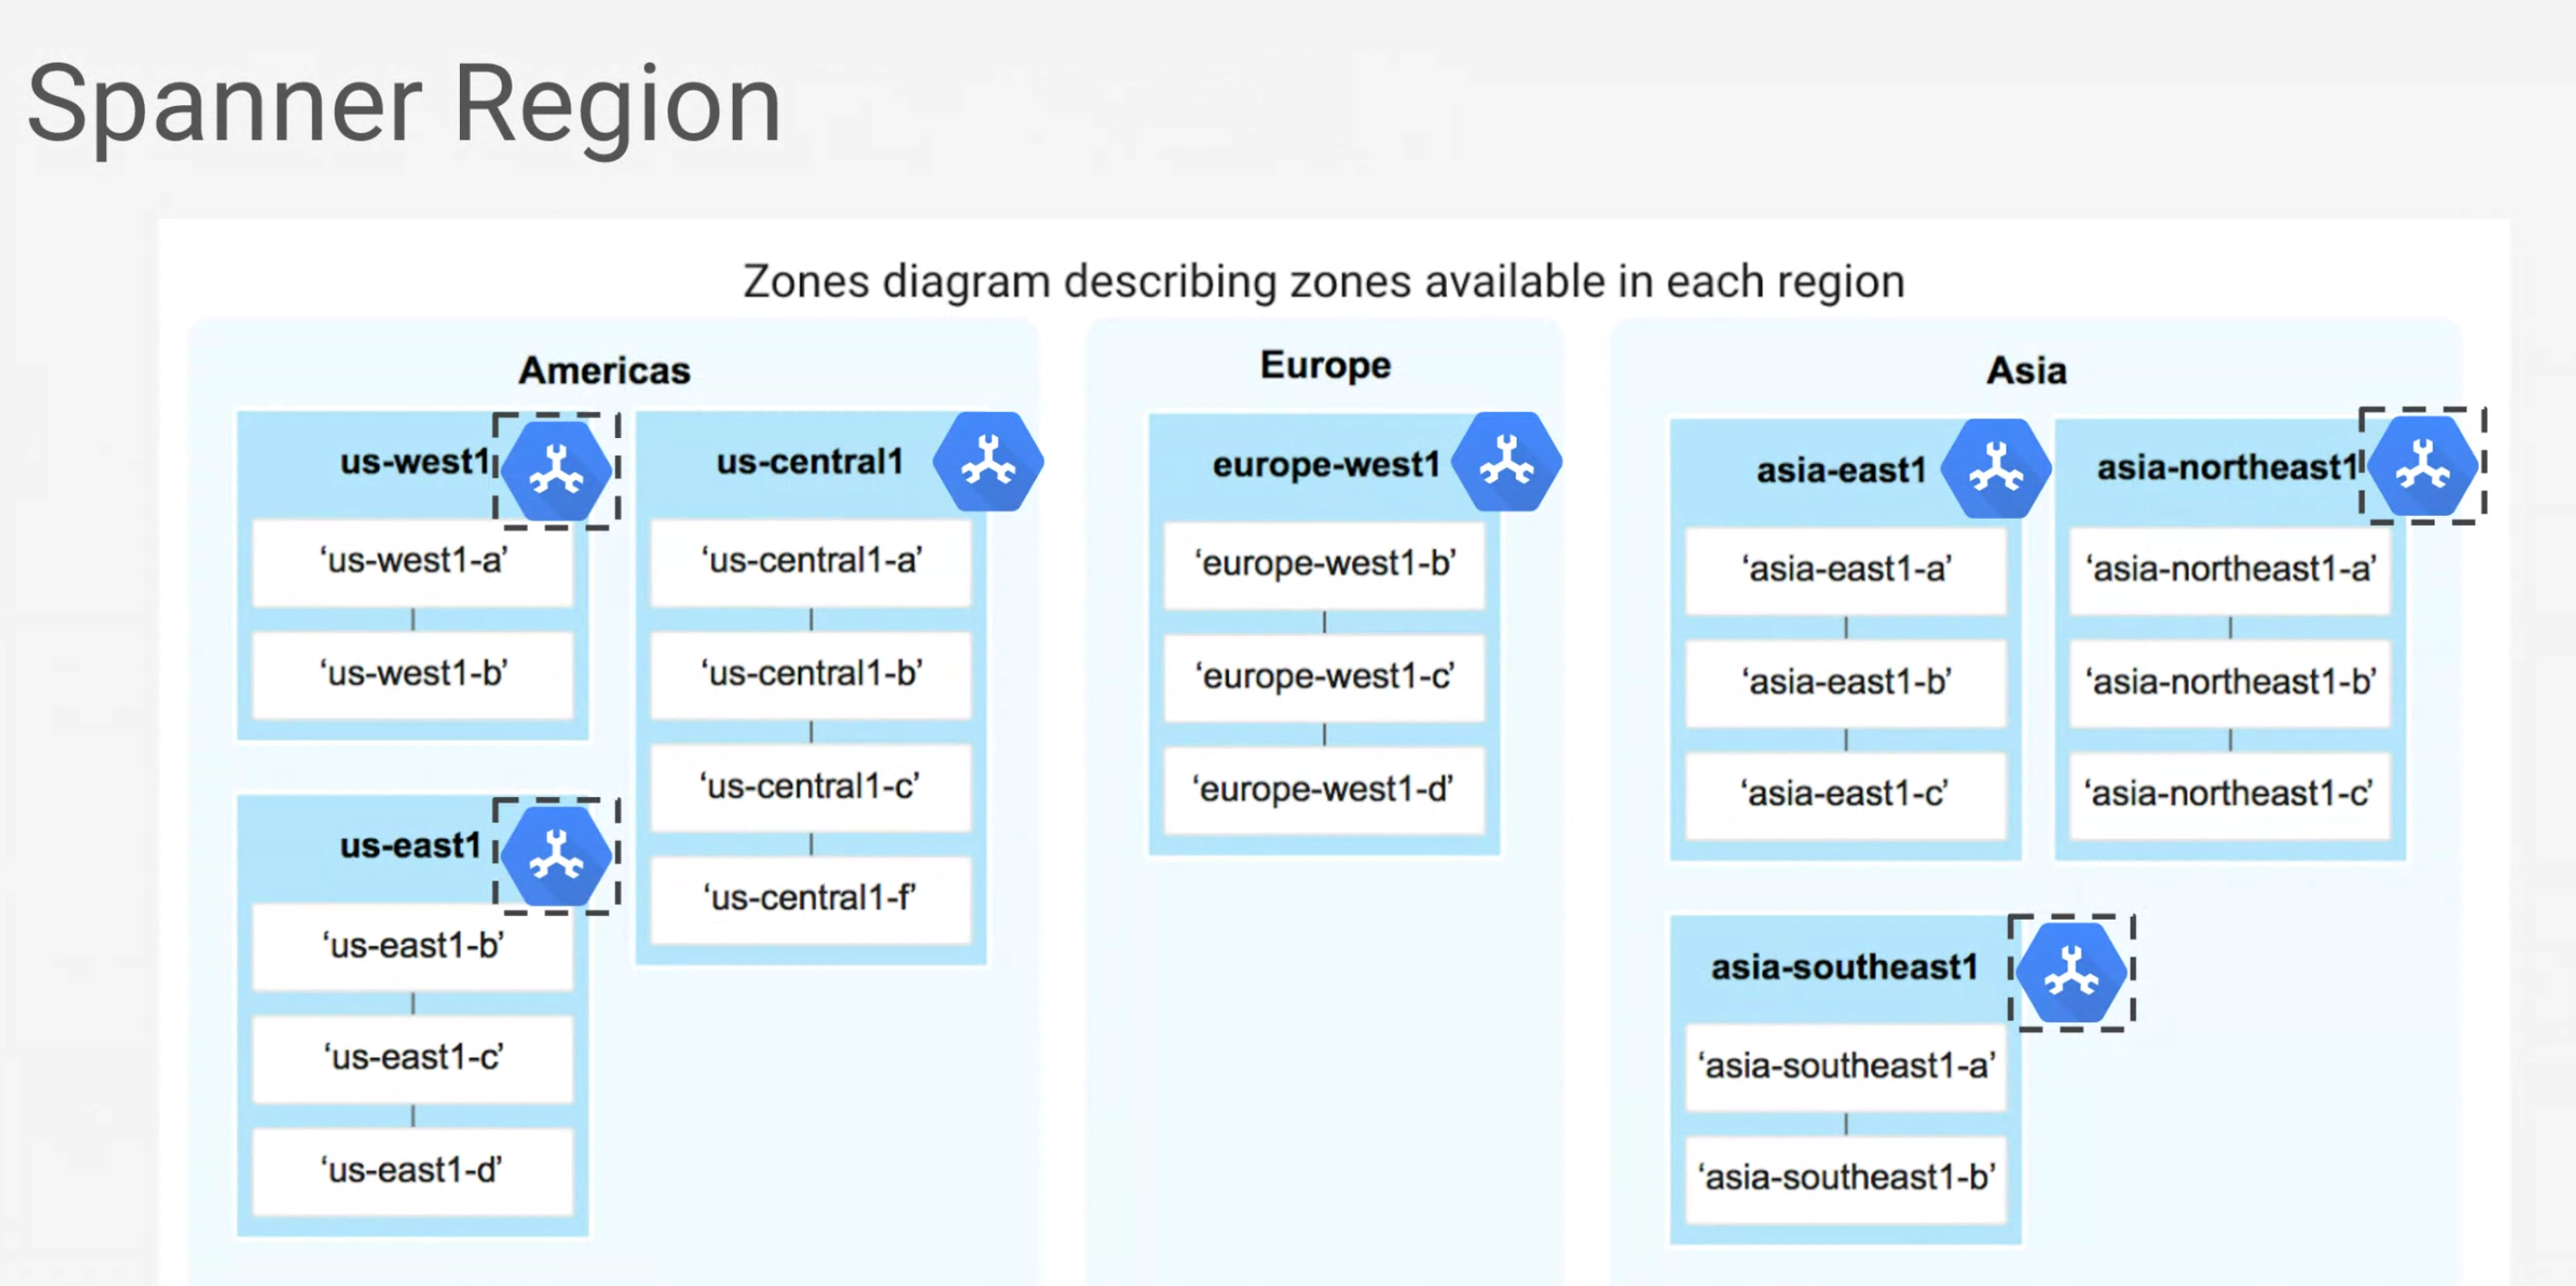 Spanner Region
Zones diagram describing zones available in each region
Americas
us-west1
‘us-west1-a’
‘us-west1-b’
us-east1
‘us-east1-b’
‘us-east1-c’
‘us-east1-d’
us-central1
‘us-central1-a’
‘us-central1-b’
‘us-central1-c’
‘us-central1-f’
Europe
europe-west1
‘europe-west1-b’
‘europe-west1-c’
‘europe-west1-d’
Asia
asia-east1
‘asia-east1-a’
‘asia-east1-b’
‘asia-east1-c’
asia-northeast1
‘asia-northeast1-a’
‘asia-northeast1-b’
‘asia-northeast1-c’
asia-southeast1
‘asia-southeast1-a’
‘asia-southeast1-b’